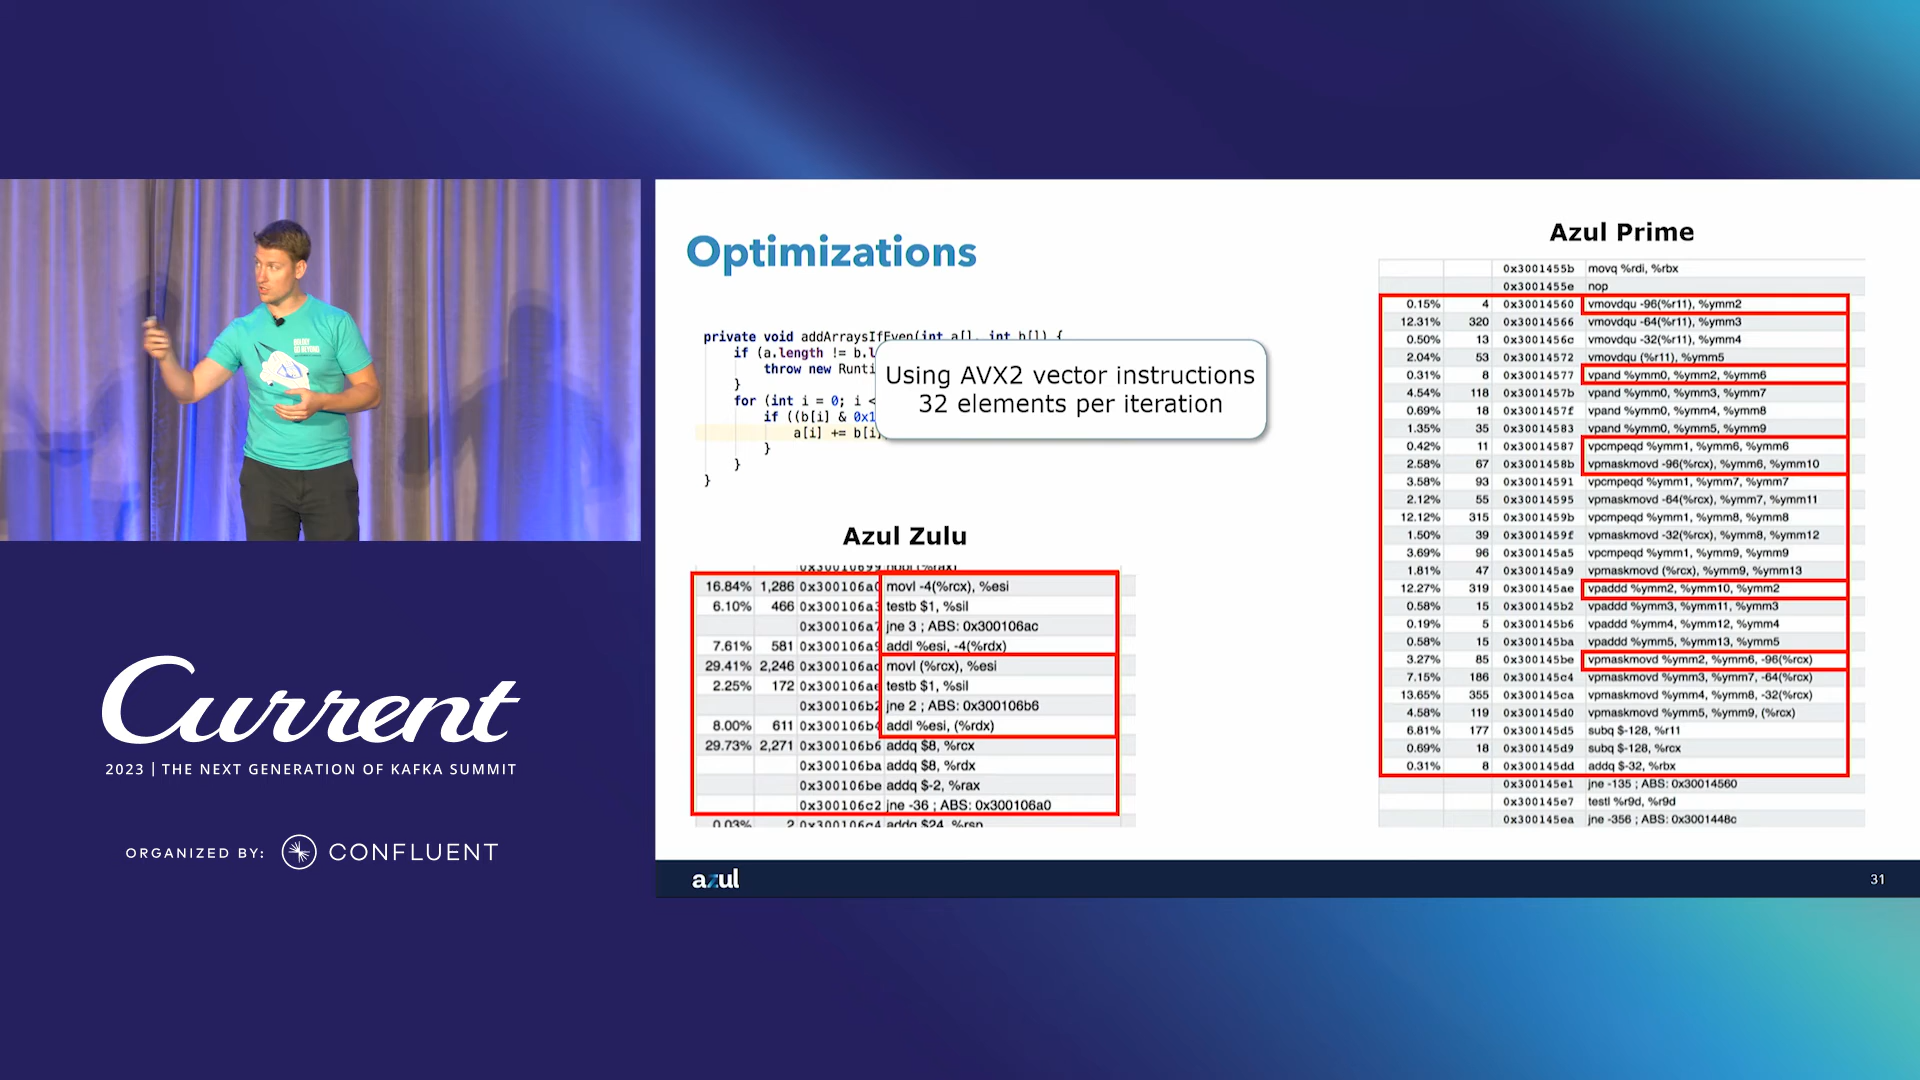 Optimizations
private void addArraysIfEven(int a[], int b[]) {
if (a.length != b.l
throw new Runti
}
for (int i = 0; i <
if ((b[i] & 0x1
a[i] += b[i]
}
}
}
Using AVX2 vector instructions
32 elements per iteration
Azul Zulu
16.84% 1,286 0x300106a0 movl -4(%rcx), %esi
6.10% 466 0x300106a3 testb $1, %sil
0x300106a7 jne 3 ; ABS: 0x300106ac
7.61% 581 0x300106a9 addl %esi, -4(%rdx)
29.41% 2,246 0x300106ac movl (%rcx), %esi
2.25% 172 0x300106ae testb $1, %sil
0x300106b2 jne 2 ; ABS: 0x300106b6
8.00% 611 0x300106b4 addl %esi, (%rdx)
29.73% 2,271 0x300106b6 addq $8, %rcx
0x300106ba addq $8, %rdx
0x300106be addq $-2, %rax
0x300106c2 jne -36 ; ABS: 0x300106a0
0.03% 2 0x300106c4 addq $24, %rsp
Azul Prime
0x3001455b movq %rdi, %rbx
0x3001455e nop
0.15% 4 0x30014560 vmovdqu -96(%r11), %ymm2
12.31% 320 0x30014566 vmovdqu -64(%r11), %ymm3
0.50% 13 0x3001456c vmovdqu -32(%r11), %ymm4
2.04% 53 0x30014572 vmovdqu (%r11), %ymm5
0.31% 8 0x30014577 vpand %ymm0, %ymm2, %ymm6
4.54% 118 0x3001457b vpand %ymm0, %ymm3, %ymm7
0.69% 18 0x3001457f vpand %ymm0, %ymm4, %ymm8
1.35% 35 0x30014583 vpand %ymm0, %ymm5, %ymm9
0.42% 11 0x30014587 vpcmpeqd %ymm1, %ymm6, %ymm6
2.58% 67 0x3001458b vpmaskmovd -96(%rcx), %ymm6, %ymm10
3.58% 93 0x30014591 vpcmpeqd %ymm1, %ymm7, %ymm7
2.12% 55 0x30014595 vpmaskmovd -64(%rcx), %ymm7, %ymm11
12.12% 315 0x3001459b vpcmpeqd %ymm1, %ymm8, %ymm8
1.50% 39 0x3001459f vpmaskmovd -32(%rcx), %ymm8, %ymm12
3.69% 96 0x300145a5 vpcmpeqd %ymm1, %ymm9, %ymm9
1.81% 47 0x300145a9 vpmaskmovd (%rcx), %ymm9, %ymm13
12.27% 319 0x300145ae vpaddd %ymm2, %ymm10, %ymm2
0.58% 15 0x300145b2 vpaddd %ymm3, %ymm11, %ymm3
0.19% 5 0x300145b6 vpaddd %ymm4, %ymm12, %ymm4
0.58% 15 0x300145ba vpaddd %ymm5, %ymm13, %ymm5
3.27% 85 0x300145be vpmaskmovd %ymm2, %ymm6, -96(%rcx)
7.15% 186 0x300145c4 vpmaskmovd %ymm3, %ymm7, -64(%rcx)
13.65% 355 0x300145ca vpmaskmovd %ymm4, %ymm8, -32(%rcx)
4.58% 119 0x300145d0 vpmaskmovd %ymm5, %ymm9, (%rcx)
6.81% 177 0x300145d5 subq $-128, %r11
0.69% 18 0x300145d9 subq $-128, %rcx
0.31% 8 0x300145dd addq $-32, %rbx
0x300145e1 jne -135 ; ABS: 0x30014560
0x300145e7 testl %r9d, %r9d
0x300145ea jne -356 ; ABS: 0x3001448c
azul
31
Current
2023 | THE NEXT GENERATION OF KAFKA SUMMIT
ORGANIZED BY: CONFLUENT